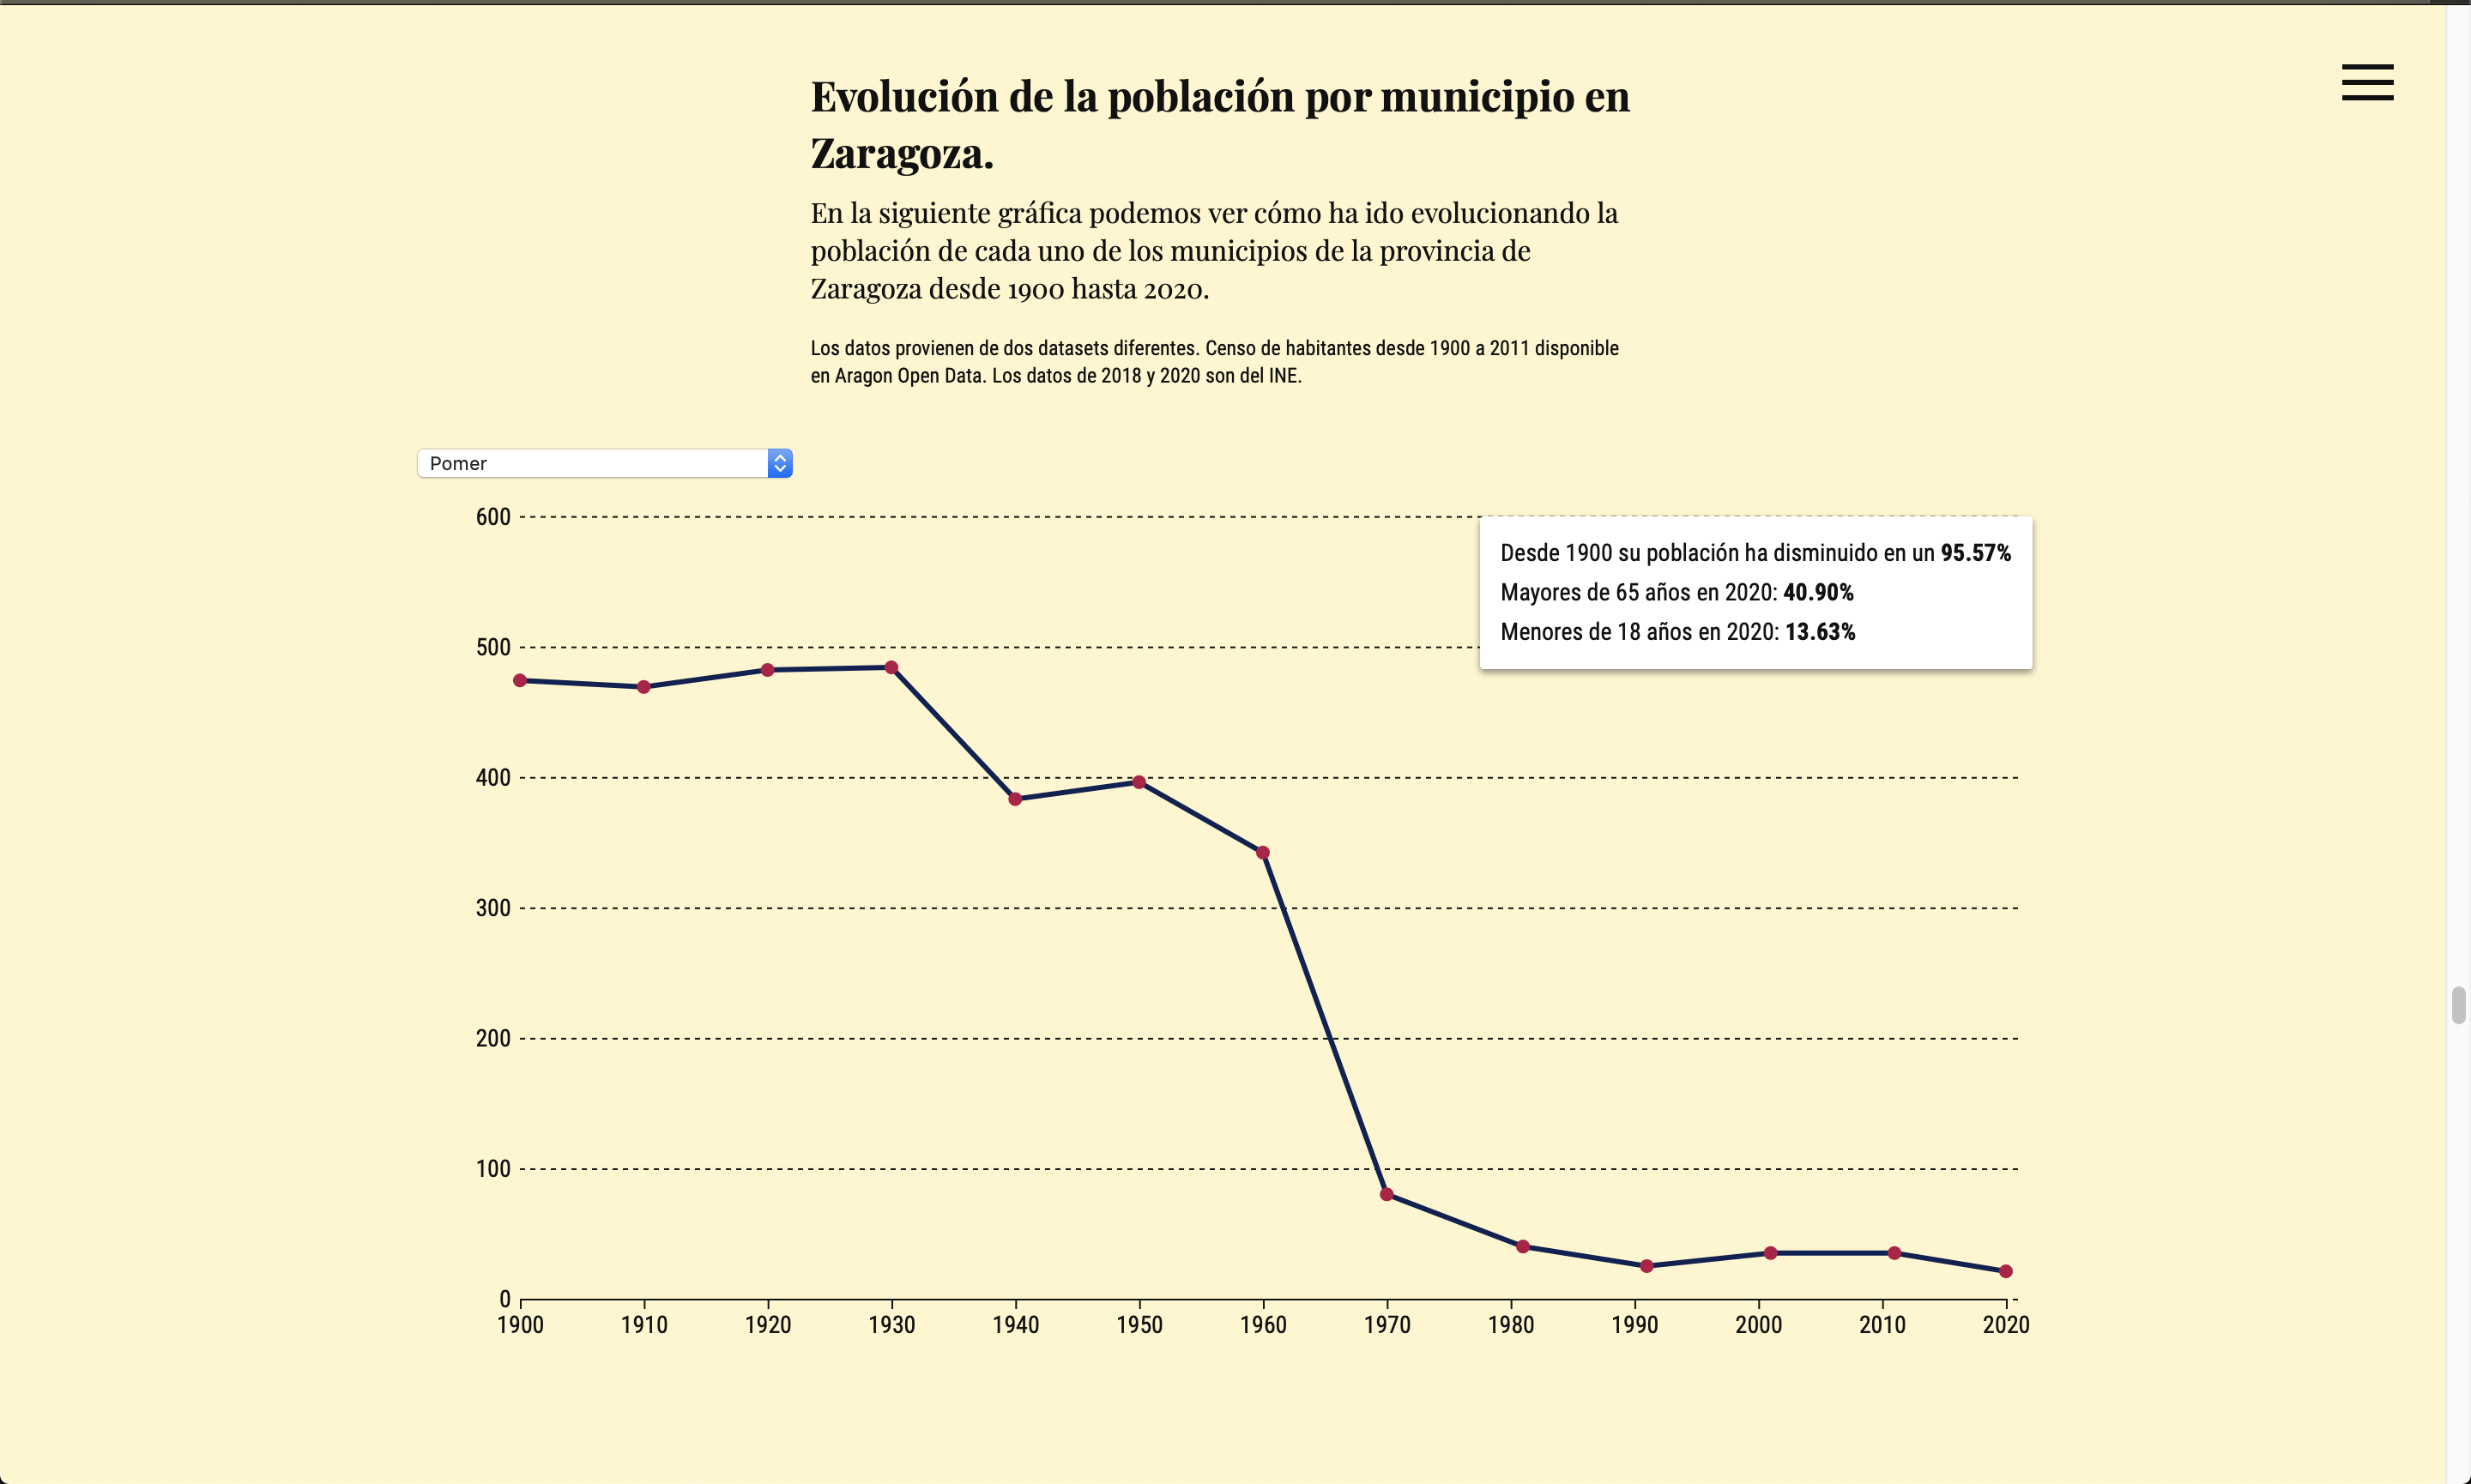 Evolución de la población por municipio en
Zaragoza.
En la siguiente gráfica podemos ver cómo ha ido evolucionando la
población de cada uno de los municipios de la provincia de
Zaragoza desde 1900 hasta 2020.
Los datos provienen de dos datasets diferentes. Censo de habitantes desde 1900 a 2011 disponible
en Aragon Open Data. Los datos de 2018 y 2020 son del INE.
Pomer
600
Desde 1900 su población ha disminuido en un 95.57%
Mayores de 65 años en 2020: 40.90%
Menores de 18 años en 2020: 13.63%
500
400
300
200
100
0
1900 1910 1920 1930 1940 1950 1960 1970 1980 1990 2000 2010 2020